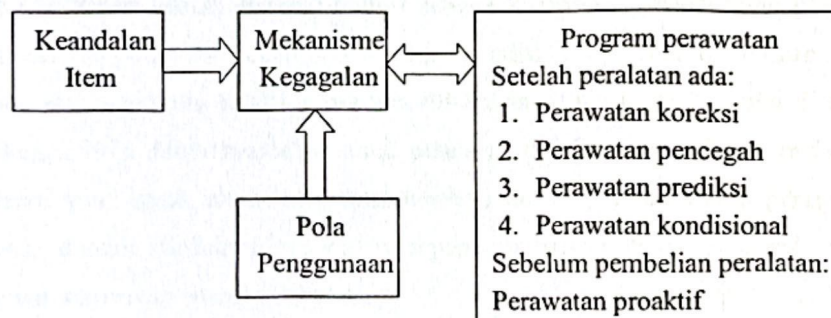 Keandalan
Item
Mekanisme
Kegagalan
Pola
Penggunaan
Program perawatan
Setelah peralatan ada:
1. Perawatan koreksi
2. Perawatan pencegah
3. Perawatan prediksi
4. Perawatan kondisional
Sebelum pembelian peralatan:
Perawatan proaktif